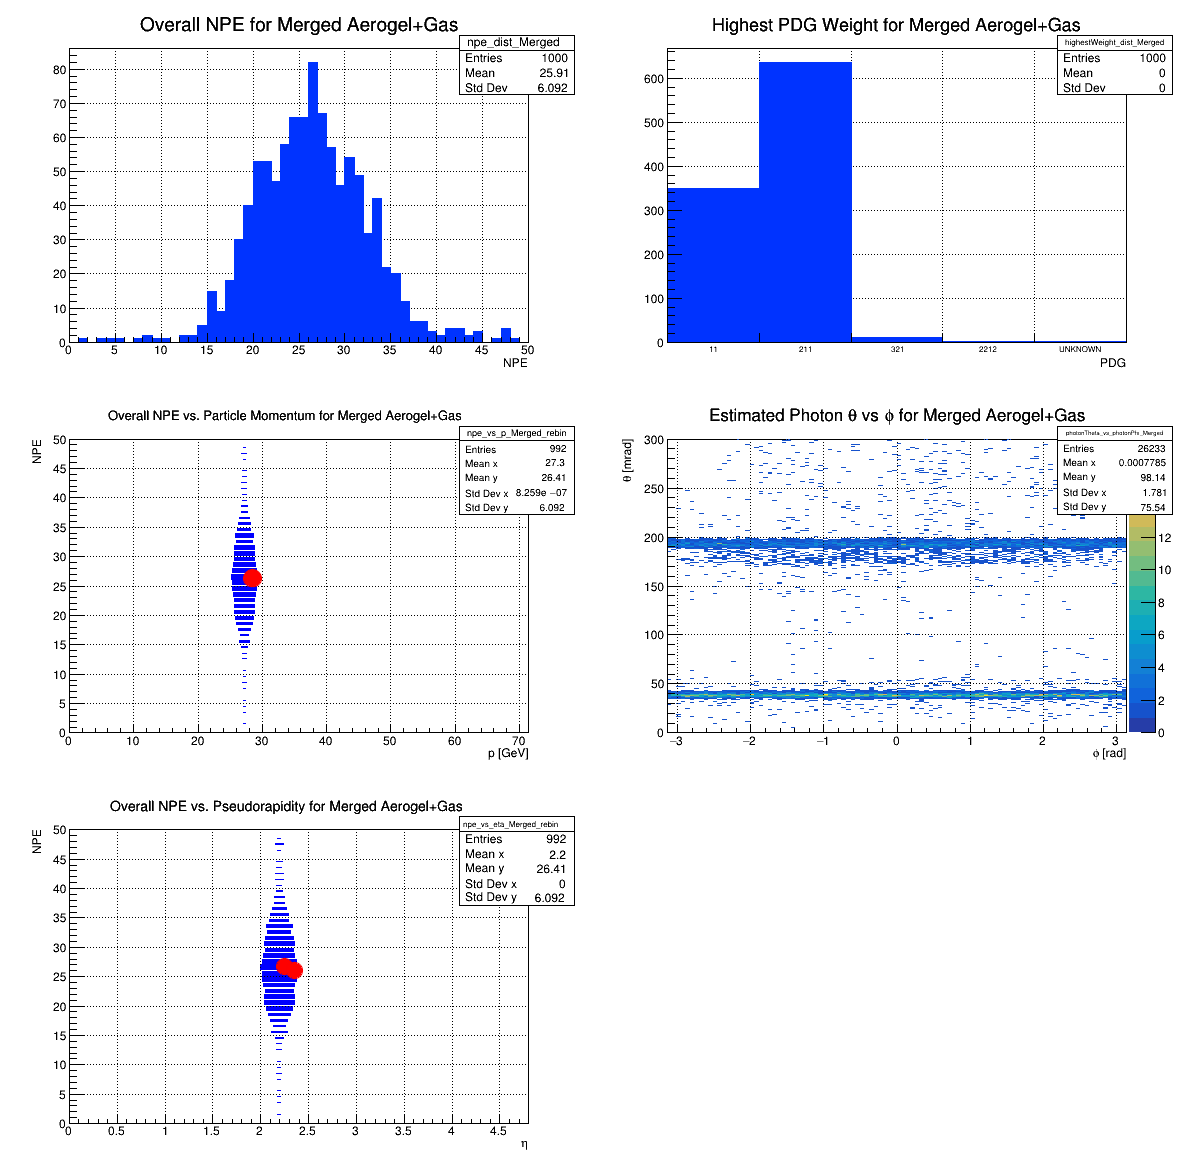 Overall NPE for Merged Aerogel+Gas
npe_dist_Merged
Entries 1000
Mean 25.91
Std Dev 6.092
80
70
60
50
40
30
20
10
0
0 5 10 15 20 25 30 35 40 45 50
NPE
Highest PDG Weight for Merged Aerogel+Gas
highestWeight_dist_Merged
Entries 1000
Mean 0
Std Dev 0
600
500
400
300
200
100
0
11 211 321 2212 UNKNOWN
PDG
Overall NPE vs. Particle Momentum for Merged Aerogel+Gas
npe_vs_p_Merged_rebin
Entries 992
Mean x 27.3
Mean y 26.41
Std Dev x 8.259e −07
Std Dev y 6.092
NPE
50
45
40
35
30
25
20
15
10
5
0
0 10 20 30 40 50 60 70
p [GeV]
Estimated Photon θ vs ϕ for Merged Aerogel+Gas
photonTheta_vs_photonPhi_Merged
Entries 26233
Mean x 0.0007785
Mean y 98.14
Std Dev x 1.781
Std Dev y 75.54
θ [mrad]
300
250
200
150
100
50
0
−3 −2 −1 0 1 2 3
ϕ [rad]
12
10
8
6
4
2
0
Overall NPE vs. Pseudorapidity for Merged Aerogel+Gas
npe_vs_eta_Merged_rebin
Entries 992
Mean x 2.2
Mean y 26.41
Std Dev x 0
Std Dev y 6.092
NPE
50
45
40
35
30
25
20
15
10
5
0
0 0.5 1 1.5 2 2.5 3 3.5 4 4.5
η